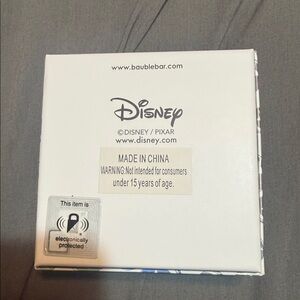 www.baublebar.com
Disney
©DISNEY / PIXAR
www.disney.com
MADE IN CHINA
WARNING:Not intended for consumers
under 15 years of age.
This item is
electronically
protected